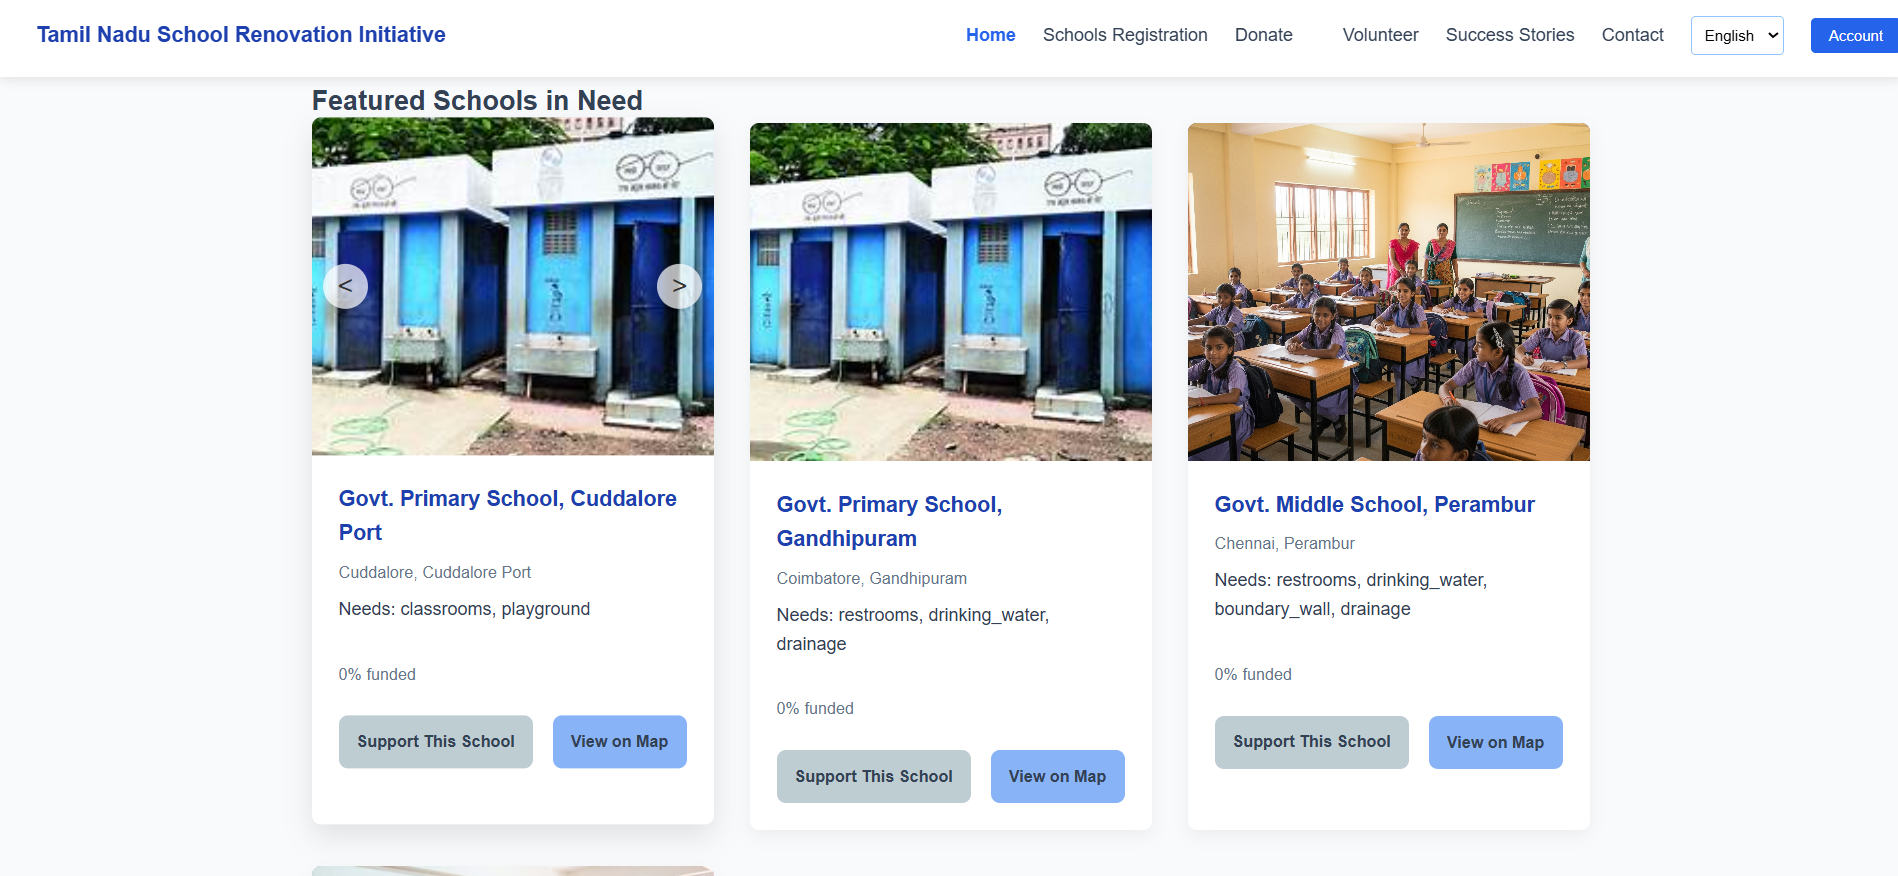 Tamil Nadu School Renovation Initiative
Home Schools Registration Donate Volunteer Success Stories Contact English Account
Featured Schools in Need
<
>
Govt. Primary School, Cuddalore
Port
Cuddalore, Cuddalore Port
Needs: classrooms, playground
0% funded
Support This School View on Map
Govt. Primary School,
Gandhipuram
Coimbatore, Gandhipuram
Needs: restrooms, drinking_water,
drainage
0% funded
Support This School View on Map
Govt. Middle School, Perambur
Chennai, Perambur
Needs: restrooms, drinking_water,
boundary_wall, drainage
0% funded
Support This School View on Map